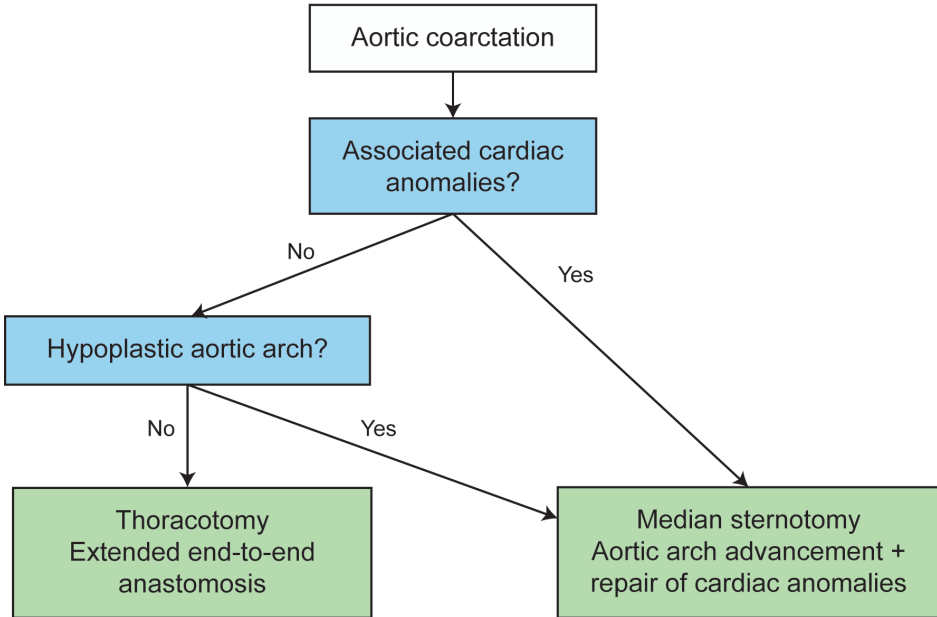 Aortic coarctation
Associated cardiac
anomalies?
No
Yes
Hypoplastic aortic arch?
No
Yes
Thoracotomy
Extended end-to-end
anastomosis
Median sternotomy
Aortic arch advancement +
repair of cardiac anomalies